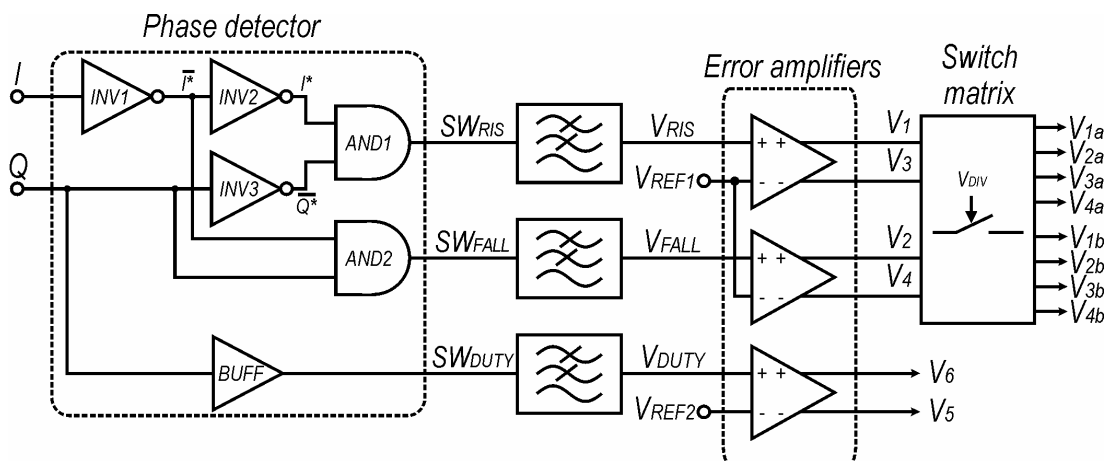 Phase detector
I
INV1
I*
INV2
I*
AND1
Q
INV3
Q*
AND2
BUFF
SWRIS
SWFALL
SWDUTY
VRIS
VREF1
VFALL
VDUTY
VREF2
Error amplifiers
+ +
- -
+ +
- -
+ +
- -
V1
V3
V2
V4
Switch
matrix
VDIV
V1a
V2a
V3a
V4a
V1b
V2b
V3b
V4b
V6
V5